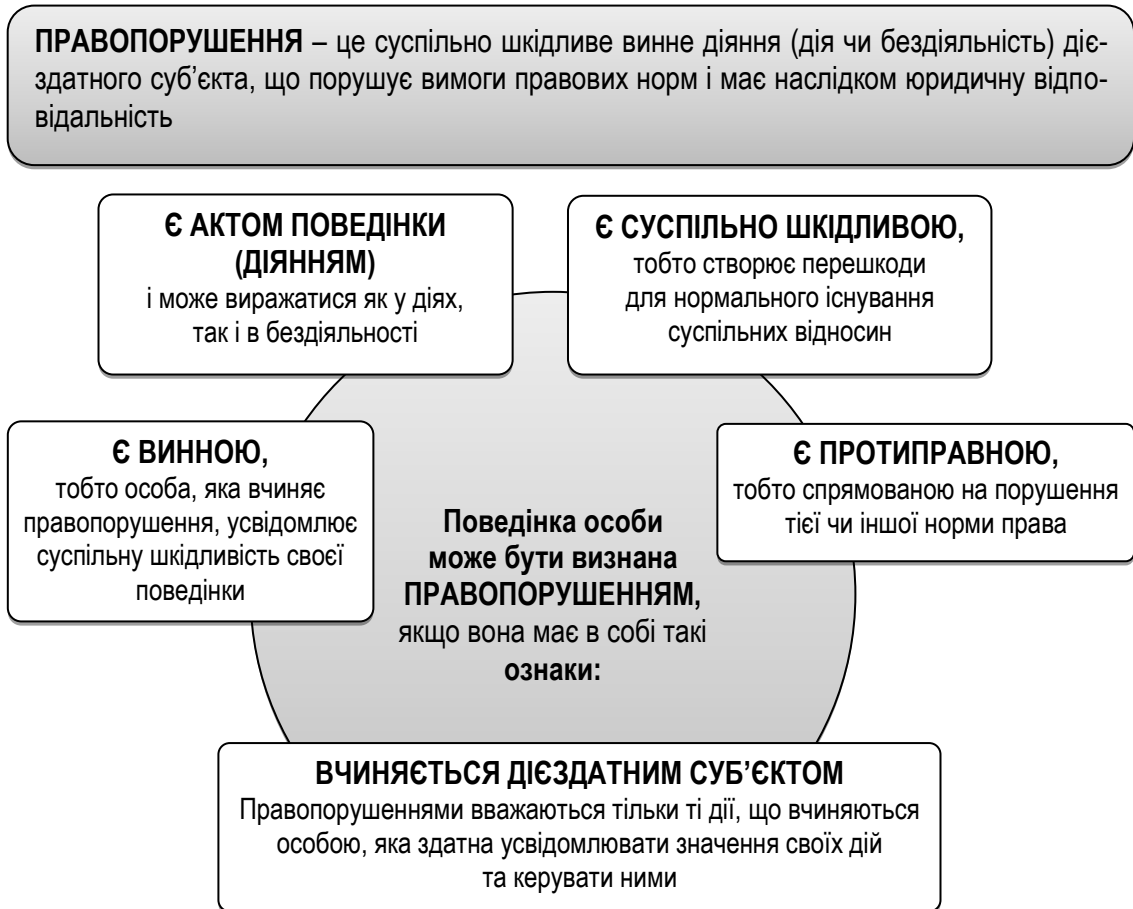 ПРАВОПОРУШЕННЯ – це суспільно шкідливе винне діяння (дія чи бездіяльність) діє-
здатного суб’єкта, що порушує вимоги правових норм і має наслідком юридичну відпо-
відальність
Є АКТОМ ПОВЕДІНКИ
(ДІЯННЯМ)
і може виражатися як у діях,
так і в бездіяльності
Є СУСПІЛЬНО ШКІДЛИВОЮ,
тобто створює перешкоди
для нормального існування
суспільних відносин
Є ВИННОЮ,
тобто особа, яка вчиняє
правопорушення, усвідомлює
суспільну шкідливість своєї
поведінки
Є ПРОТИПРАВНОЮ,
тобто спрямованою на порушення
тієї чи іншої норми права
Поведінка особи
може бути визнана
ПРАВОПОРУШЕННЯМ,
якщо вона має в собі такі
ознаки:
ВЧИНЯЄТЬСЯ ДІЄЗДАТНИМ СУБ’ЄКТОМ
Правопорушеннями вважаються тільки ті дії, що вчиняються
особою, яка здатна усвідомлювати значення своїх дій
та керувати ними